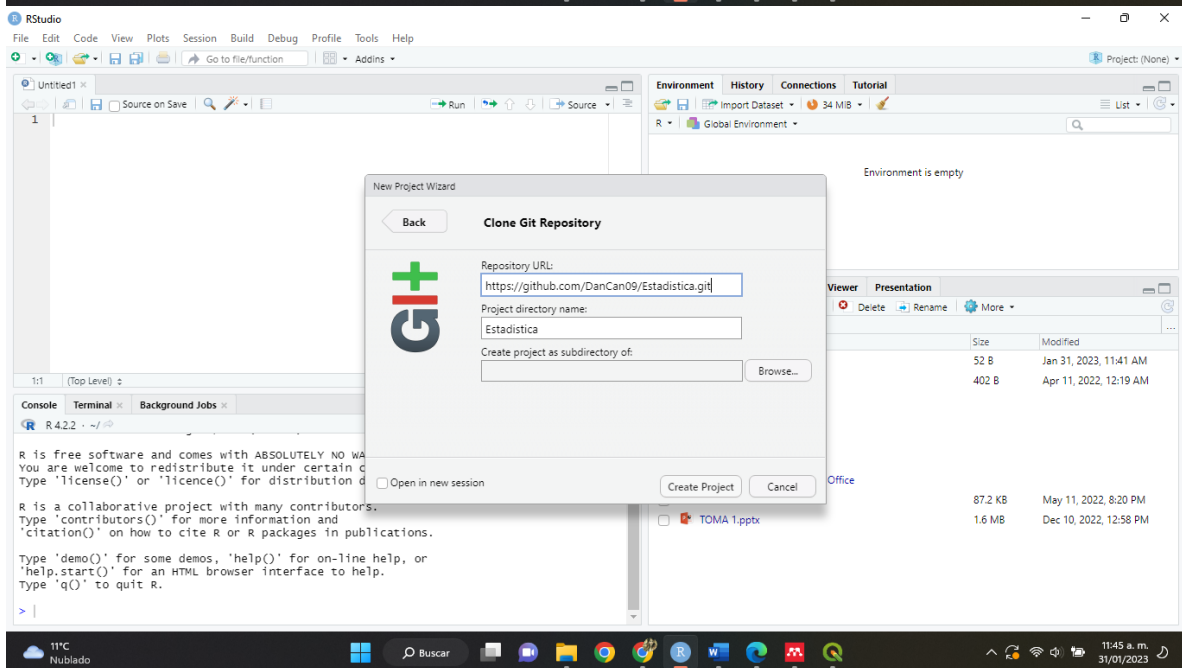 RStudio
File Edit Code View Plots Session Build Debug Profile Tools Help
Go to file/function Addins Project: (None)
Untitled1
Source on Save Run Source
1
1:1 (Top Level)
Console Terminal Background Jobs
R 4.2.2 · ~/
R is free software and comes with ABSOLUTELY NO WA
You are welcome to redistribute it under certain c
Type 'license()' or 'licence()' for distribution d
R is a collaborative project with many contributors.
Type 'contributors()' for more information and
'citation()' on how to cite R or R packages in publications.
Type 'demo()' for some demos, 'help()' for on-line help, or
'help.start()' for an HTML browser interface to help.
Type 'q()' to quit R.
>
Environment History Connections Tutorial
Import Dataset 34 MiB List
R Global Environment
Environment is empty
New Project Wizard
Back Clone Git Repository
Git
Repository URL:
https://github.com/DanCan09/Estadistica.git
Project directory name:
Estadistica
Create project as subdirectory of:
Browse...
Open in new session Create Project Cancel
Viewer Presentation
Delete Rename More
...
Size Modified
52 B Jan 31, 2023, 11:41 AM
402 B Apr 11, 2022, 12:19 AM
Office
87.2 KB May 11, 2022, 8:20 PM
TOMA 1.pptx 1.6 MB Dec 10, 2022, 12:58 PM
11°C
Nublado
Buscar
11:45 a. m.
31/01/2023